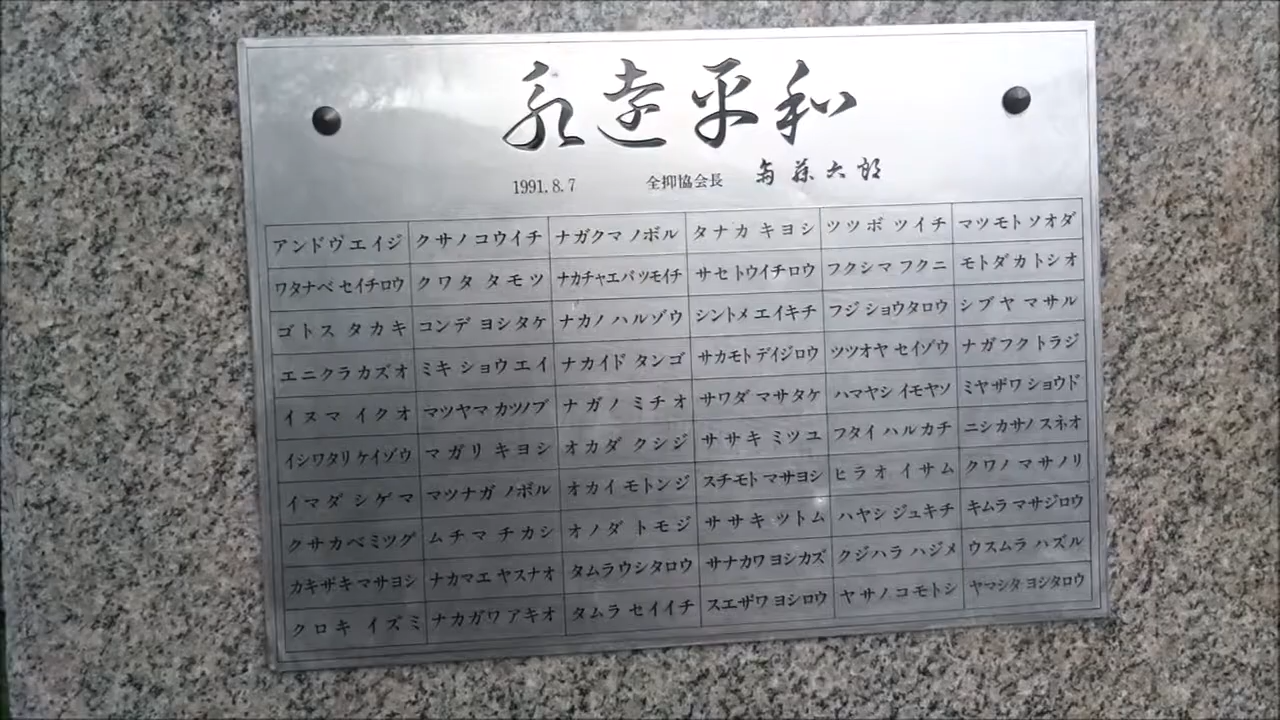 永遠平和
1991.8.7 全抑協会長 斉藤六郎
アンドヴ エイジ クサノ コウイチ ナガクマ ノボル タナカ キヨシ ツツボ ツイチ マツモト ソオダ
ワタナベ セイチロウ クワタ タモツ ナカチャエバ ツモイチ サセ トウイチロウ フクシマ フクニ モトダカ トシオ
ゴトス タカキ コンデ ヨシタケ ナカノ ハルゾウ シントメ エイキチ フジ ショウタロウ シブヤ マサル
エニクラ カズオ ミキ ショウエイ ナカイド タンゴ サカモト デイジロウ ツツオヤ セイゾウ ナガフク トラジ
イヌマ イクオ マツヤマ カツノブ ナガノ ミチオ サワダ マサタケ ハマヤシ イモヤソ ミヤザワ ショウド
イシワタリ ケイゾウ マガリ キヨシ オカダ クシジ ササキ ミツユ フタイ ハルカチ ニシカサノ スネオ
イマダ シゲマ マツナガ ノボル オカイ モトンジ スチモト マサヨシ ヒラオ イサム クワノ マサノリ
クサカベ ミツグ ムチマ チカシ オノダ トモジ ササキ ツトム ハヤシ ジュキチ キムラ マサジロウ
カキザキ マサヨシ ナカマエ ヤスナオ タムラ ウシタロウ サナカワ ヨシカズ クジハラ ハジメ ウスムラ ハズル
クロキ イズミ ナカガワ アキオ タムラ セイイチ スエザワ ヨシロウ ヤサノ コモトシ ヤマシタ ヨシタロウ